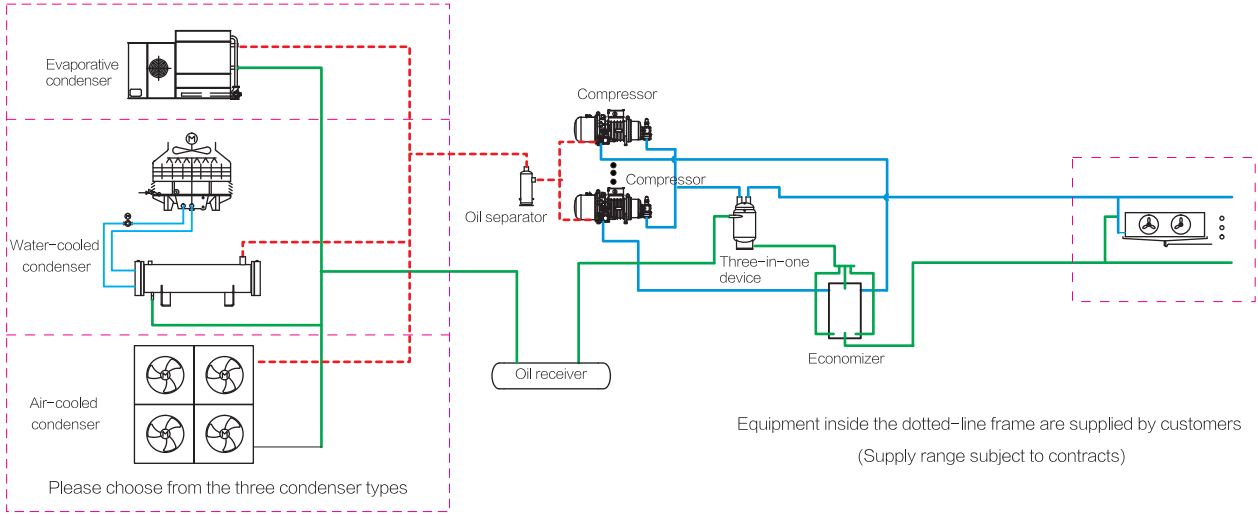 Evaporative
condenser
Water-cooled
condenser
Air-cooled
condenser
Please choose from the three condenser types
Compressor
Compressor
Oil separator
Three-in-one
device
Economizer
Oil receiver
Equipment inside the dotted-line frame are supplied by customers
(Supply range subject to contracts)
M
M
M
M
M